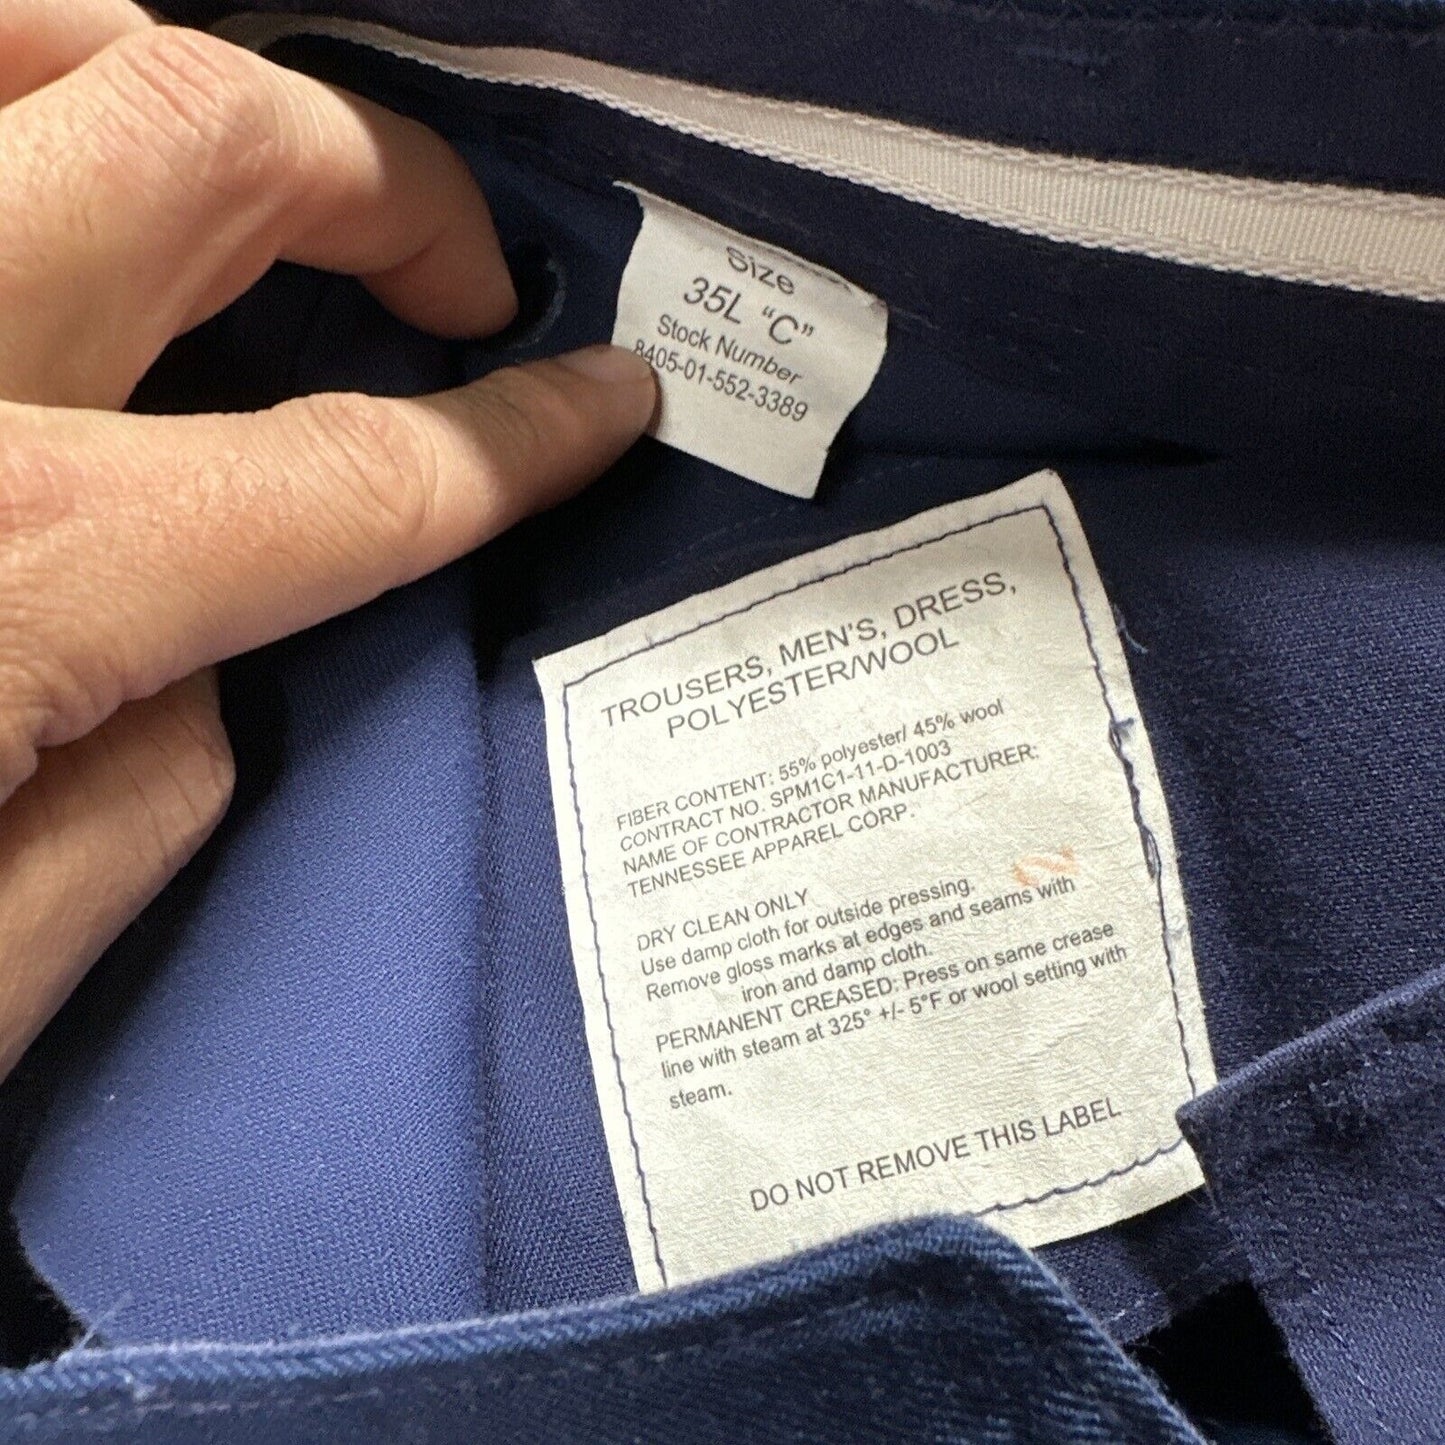 Size
35L "C"
Stock Number
8405-01-552-3389
TROUSERS, MEN'S, DRESS,
POLYESTER/WOOL
FIBER CONTENT: 55% polyester/ 45% wool
CONTRACT NO. SPM1C1-11-D-1003
NAME OF CONTRACTOR MANUFACTURER:
TENNESSEE APPAREL CORP.
DRY CLEAN ONLY
Use damp cloth for outside pressing.
Remove gloss marks at edges and seams with
iron and damp cloth.
PERMANENT CREASED: Press on same crease
line with steam at 325° +/- 5°F or wool setting with
steam.
DO NOT REMOVE THIS LABEL